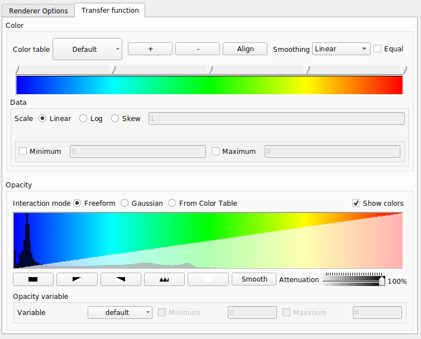 Renderer Options Transfer function
Color
Color table Default + - Align Smoothing Linear Equal
Data
Scale Linear Log Skew 1
Minimum 0 Maximum 0
Opacity
Interaction mode Freeform Gaussian From Color Table Show colors
Smooth Attenuation 100%
Opacity variable
Variable default Minimum 0 Maximum 0